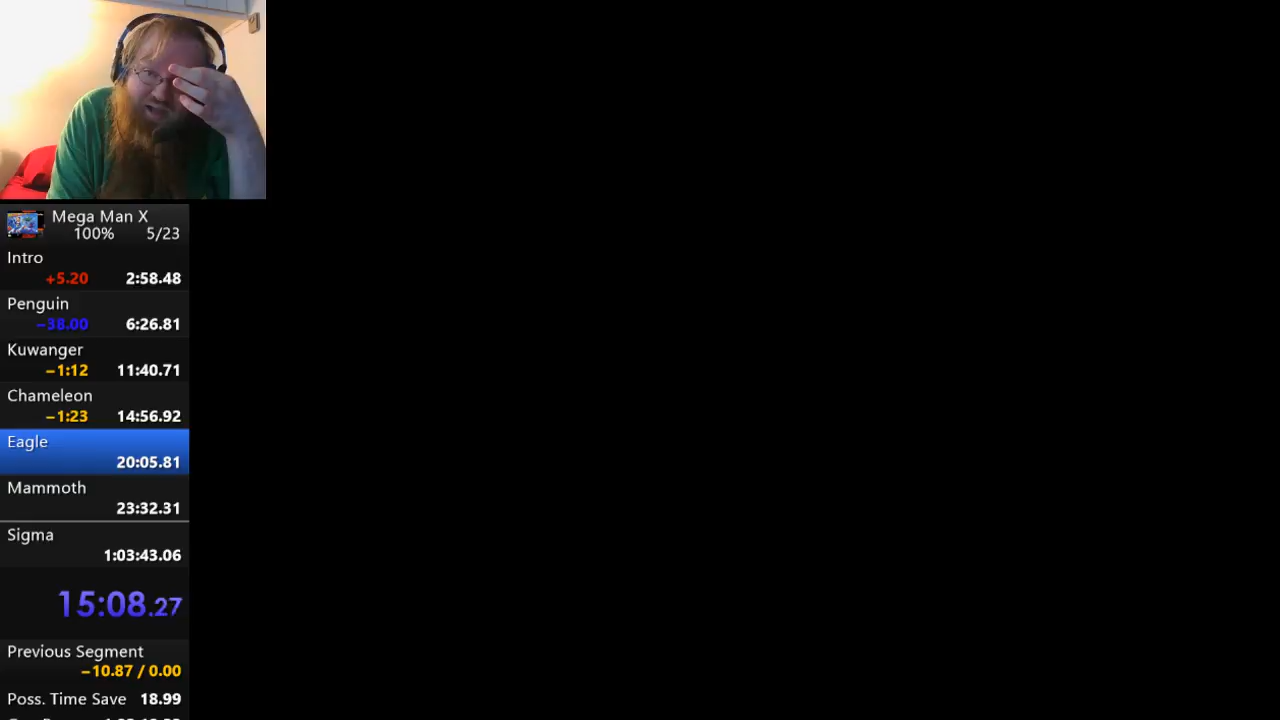 Mega Man X
100% 5/23
Intro
+5.20 2:58.48
Penguin
−38.00 6:26.81
Kuwanger
−1:12 11:40.71
Chameleon
−1:23 14:56.92
Eagle
20:05.81
Mammoth
23:32.31
Sigma
1:03:43.06
15:08.27
Previous Segment
−10.87 / 0.00
Poss. Time Save 18.99